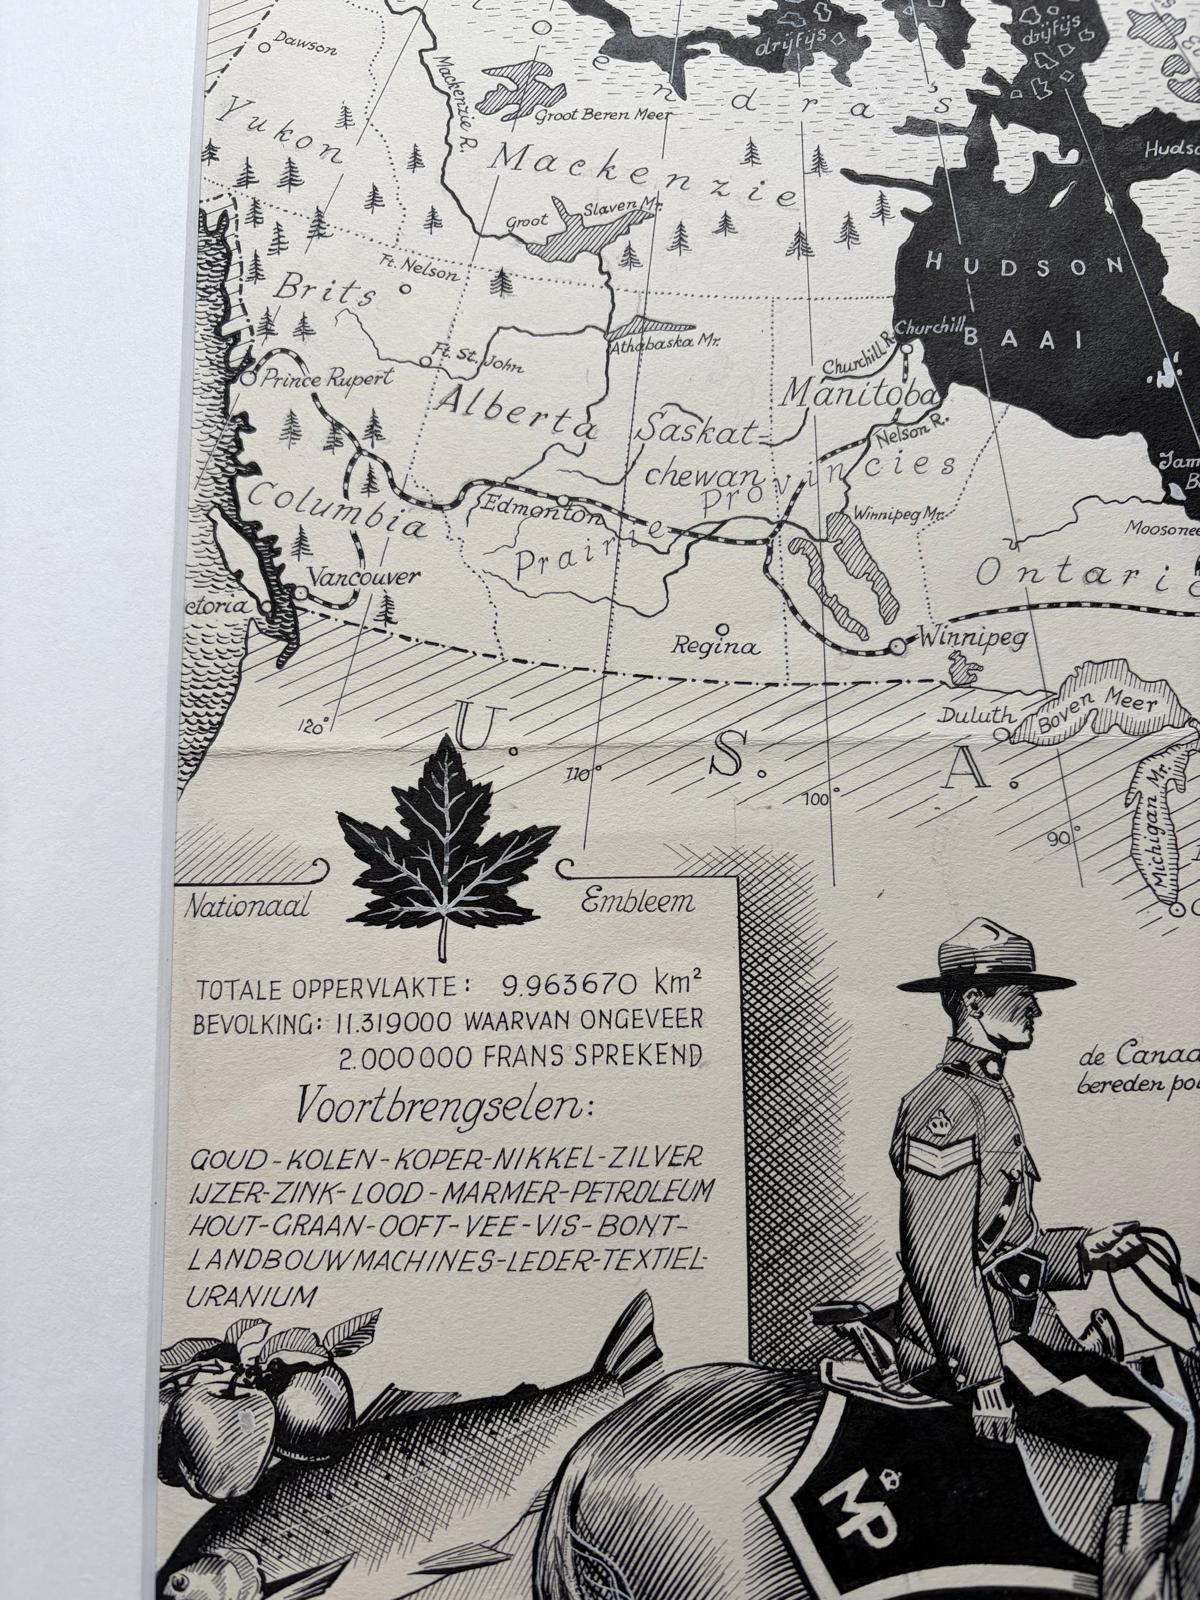 Dawson
drijfijs
drijfijs
Yukon
Mackenzie R.
Groot Beren Meer
ndra's
Mackenzie
Groot Slaven Mr.
HUDSON
BAAI
Ft. Nelson
Brits
Athabaska Mr.
Churchill
Churchill R.
Ft. St. John
Prince Rupert
Alberta
Manitoba
Saskat-
chewan
Nelson R.
Provincies
Columbia
Edmonton
Winnipeg Mr.
Prairie
Ontari
Vancouver
Regina
Winnipeg
Duluth
Boven Meer
U. S. A.
120°
110°
100°
90°
Michigan Mr.
Nationaal Embleem
TOTALE OPPERVLAKTE: 9.963670 km²
BEVOLKING: 11.319000 WAARVAN ONGEVEER
2.000000 FRANS SPREKEND
Voortbrengselen:
GOUD-KOLEN-KOPER-NIKKEL-ZILVER
IJZER-ZINK-LOOD-MARMER-PETROLEUM
HOUT-GRAAN-OOFT-VEE-VIS-BONT-
LANDBOUWMACHINES-LEDER-TEXTIEL-
URANIUM
de Canad
bereden pol
MP